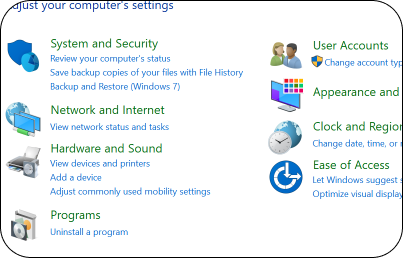 adjust your computer's settings
System and Security
Review your computer's status
Save backup copies of your files with File History
Backup and Restore (Windows 7)
Network and Internet
View network status and tasks
Hardware and Sound
View devices and printers
Add a device
Adjust commonly used mobility settings
Programs
Uninstall a program
User Accounts
Change account typ
Appearance and
Clock and Region
Change date, time, or
Ease of Access
Let Windows suggest s
Optimize visual display